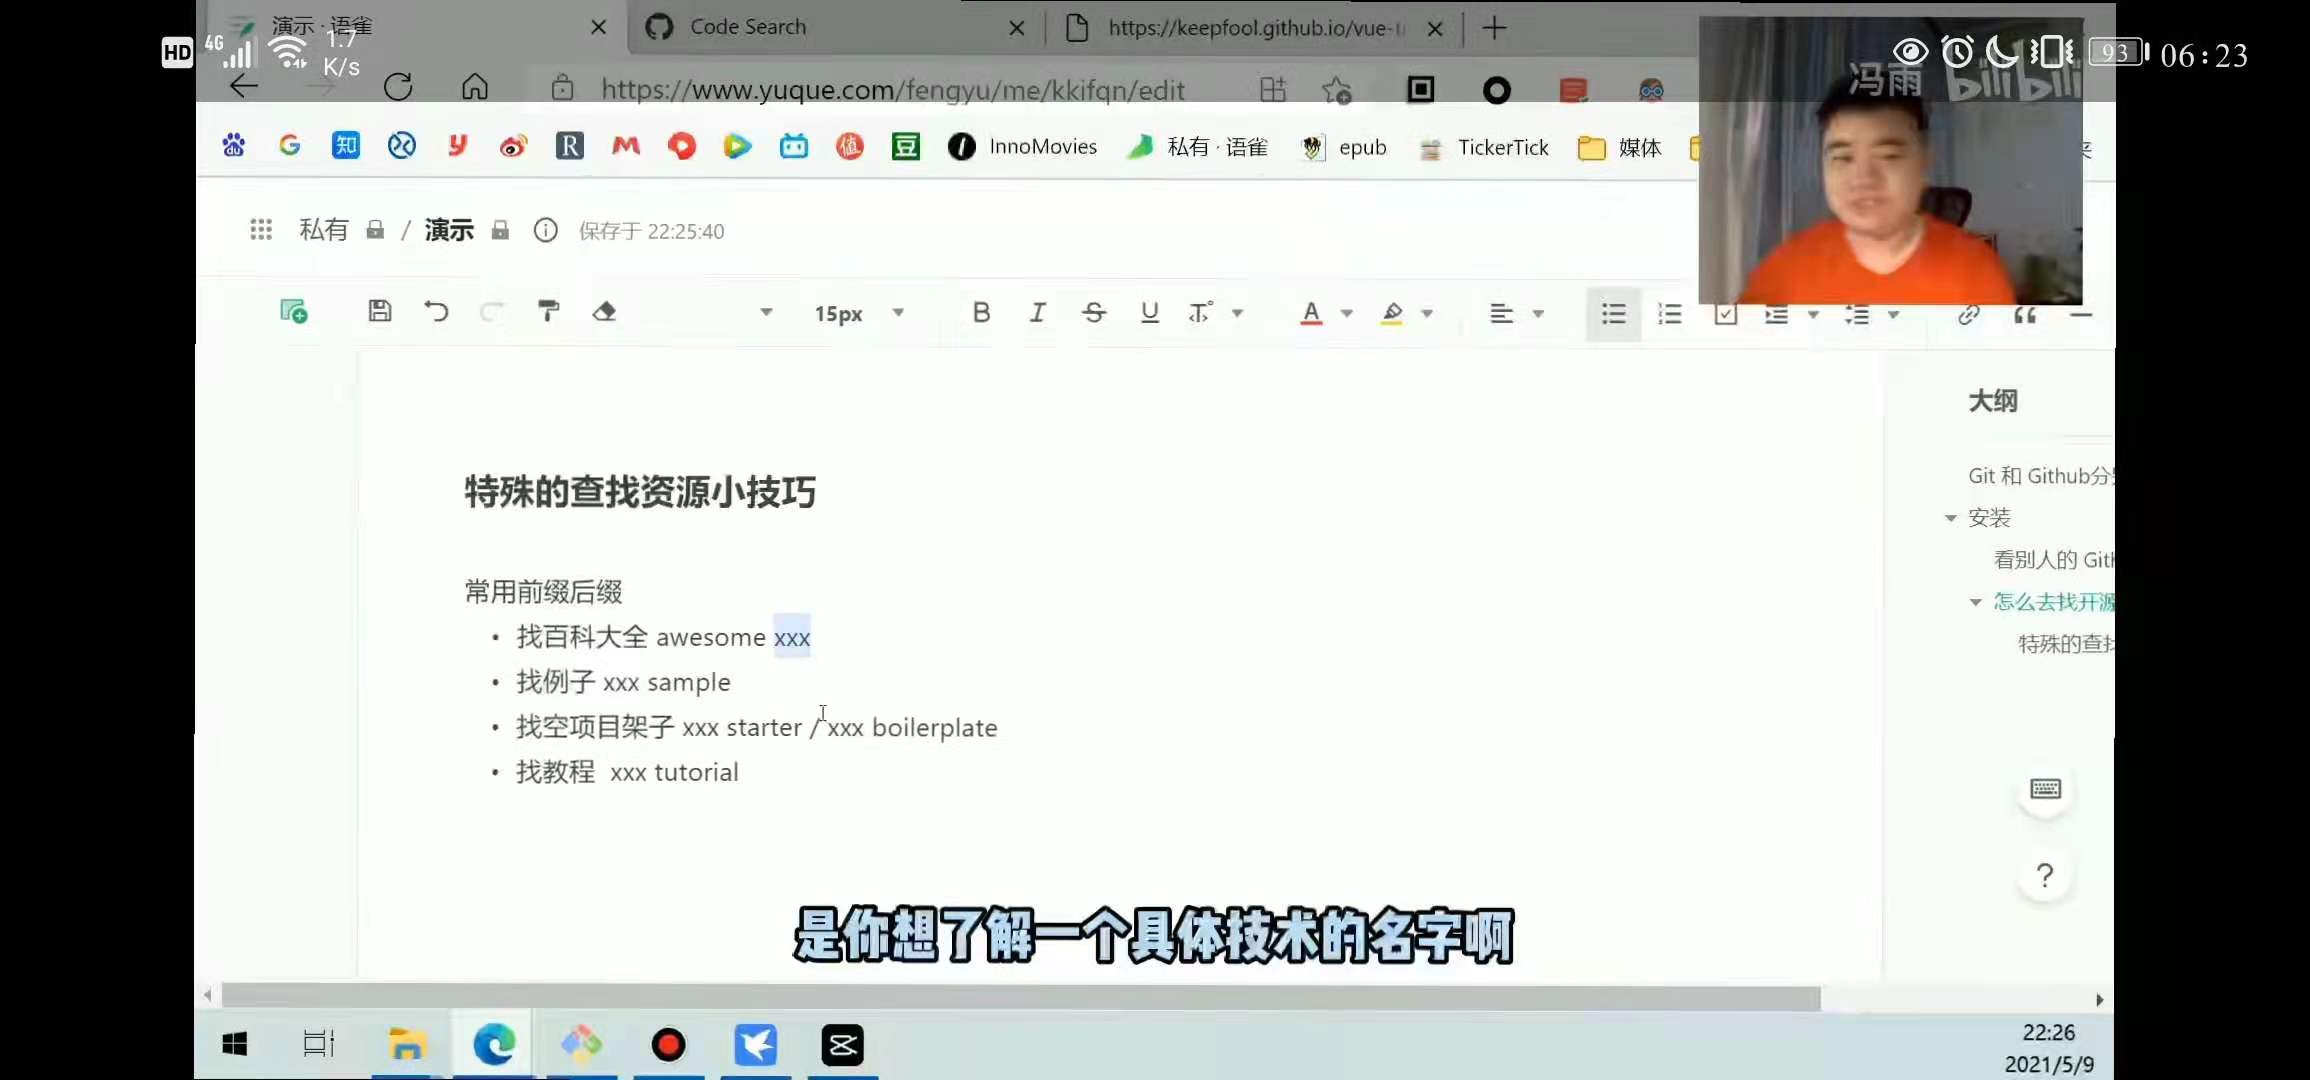 演示 · 语雀
Code Search
https://keepfool.github.io/vue-
HD 4G 1.7 K/s
93 06:23
https://www.yuque.com/fengyu/me/kkifqn/edit
冯雨 bilibili
知 R 值 豆 InnoMovies 私有 · 语雀 epub TickerTick 媒体
私有 / 演示 保存于 22:25:40
15px B I S U A
大纲
Git 和 Github分
安装
看别人的 Git
怎么去找开源
特殊的查
特殊的查找资源小技巧
常用前缀后缀
• 找百科大全 awesome xxx
• 找例子 xxx sample
• 找空项目架子 xxx starter / xxx boilerplate
• 找教程 xxx tutorial
?
是你想了解一个具体技术的名字啊
22:26
2021/5/9